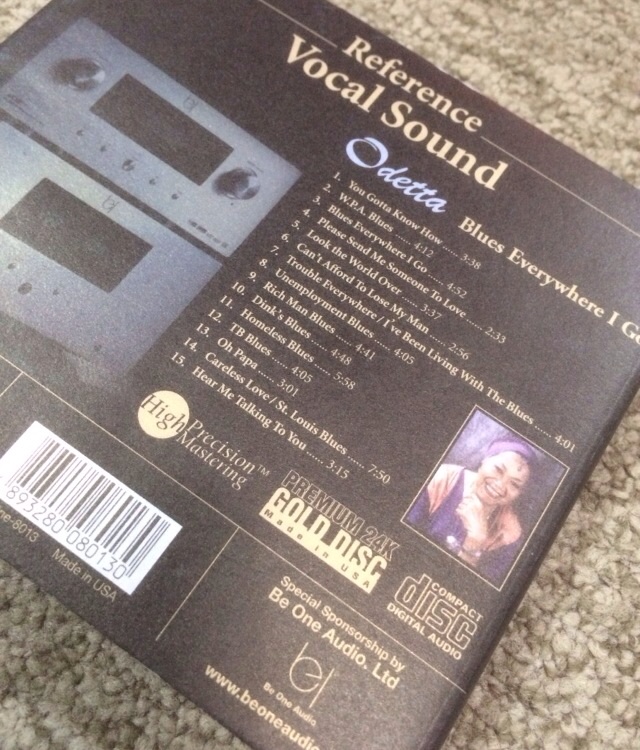 Reference
Vocal Sound
Odetta Blues Everywhere I Go
1. You Gotta Know How ..... 3:38
2. W.P.A. Blues ..... 4:12
3. Blues Everywhere I Go ..... 4:52
4. Please Send Me Someone To Love ..... 2:33
5. Look the World Over ..... 3:37
6. Can't Afford To Lose My Man ..... 2:56
7. Trouble Everywhere / I've Been Living With The Blues ..... 4:01
8. Unemployment Blues ..... 4:05
9. Rich Man Blues ..... 4:41
10. Dink's Blues ..... 4:48
11. Homeless Blues ..... 5:58
12. TB Blues ..... 4:05
13. Oh Papa ..... 3:01
14. Careless Love / St. Louis Blues ..... 7:50
15. Hear Me Talking To You ..... 3:15
High Precision
Mastering™
PREMIUM 24K
GOLD DISC
Made in USA
COMPACT
disc
DIGITAL AUDIO
893280 080130
ne-8013 Made in USA
Special Sponsorship by
Be One Audio. Ltd
Be One Audio
www.beoneaudio